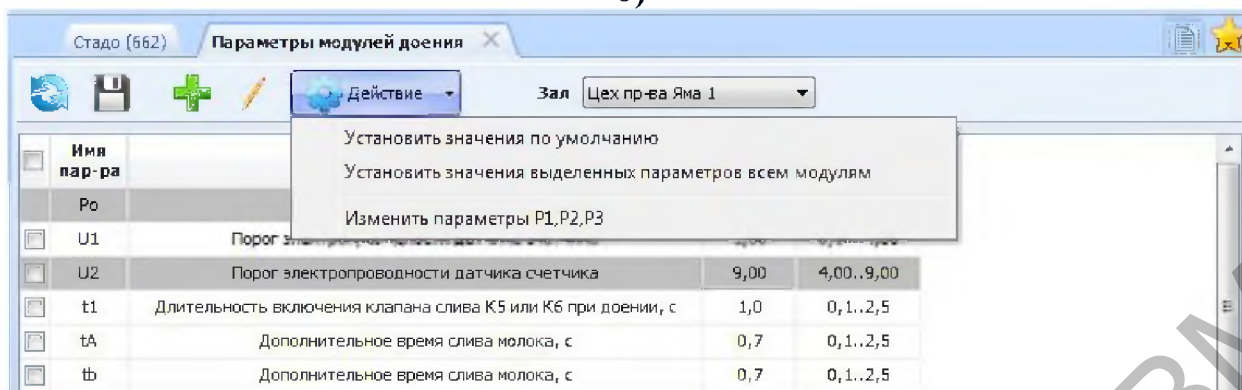 Стадо (662) Параметры модулей доения
Действие Зал Цех пр-ва Яма 1
Установить значения по умолчанию
Установить значения выделенных параметров всем модулям
Изменить параметры P1,P2,P3
Имя пар-ра
Po
U1 Порог
U2 Порог электропроводности датчика счетчика 9,00 4,00..9,00
t1 Длительность включения клапана слива К5 или К6 при доении, с 1,0 0,1..2,5
tA Дополнительное время слива молока, с 0,7 0,1..2,5
tb Дополнительное время слива молока, с 0,7 0,1..2,5